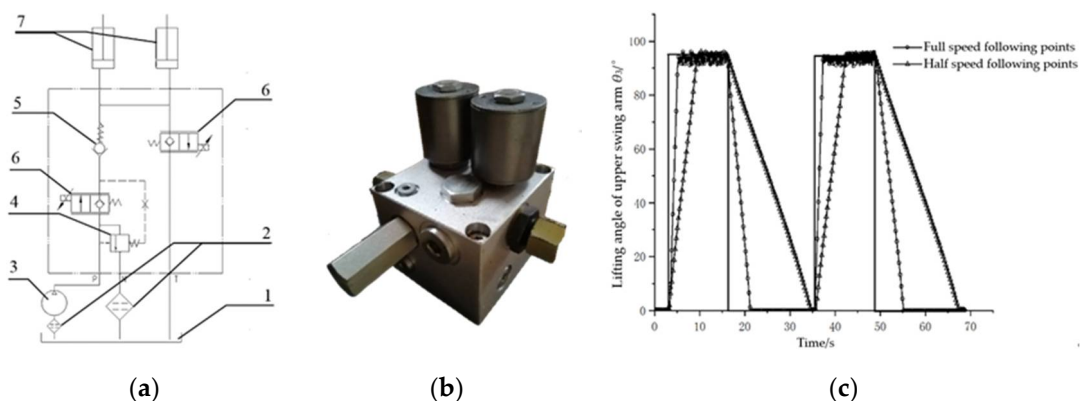 7
5
6
6
4
2
3
P
T
1
Lifting angle of upper swing arm θ₃/°
100
80
60
40
20
0
Full speed following points
Half speed following points
0 10 20 30 40 50 60 70
Time/s
(a) (b) (c)